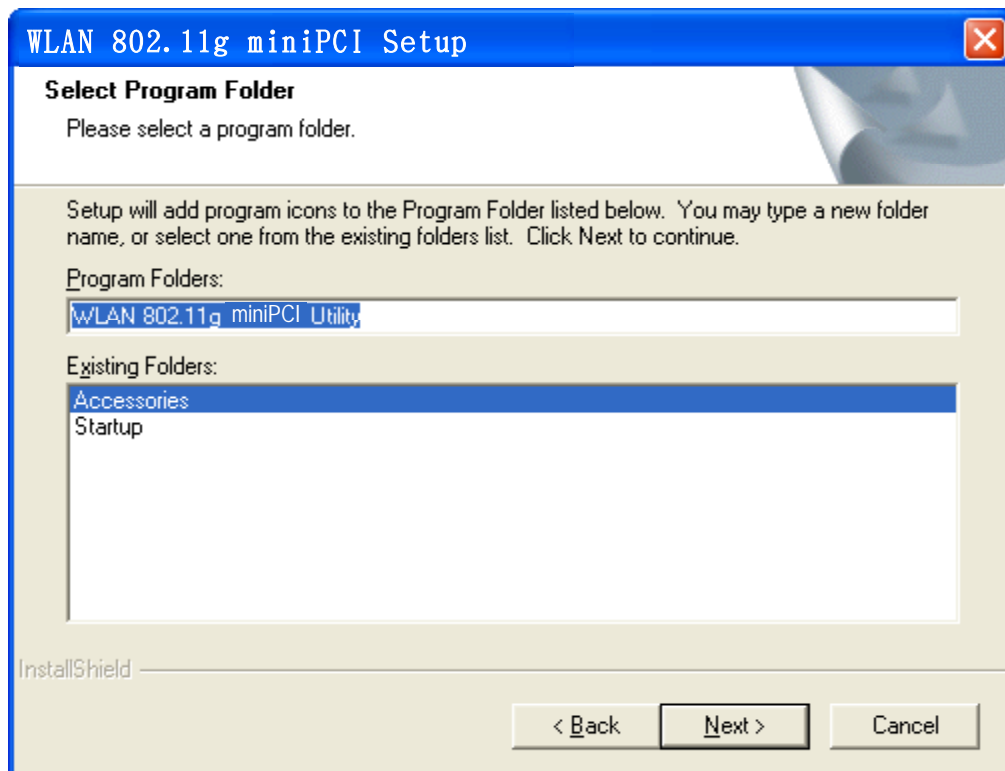 WLAN 802.11g miniPCI Setup
Select Program Folder
Please select a program folder.
Setup will add program icons to the Program Folder listed below.  You may type a new folder
name, or select one from the existing folders list.  Click Next to continue.
Program Folders:
WLAN 802.11g miniPCI Utility
Existing Folders:
Accessories
Startup
InstallShield
< Back
Next >
Cancel